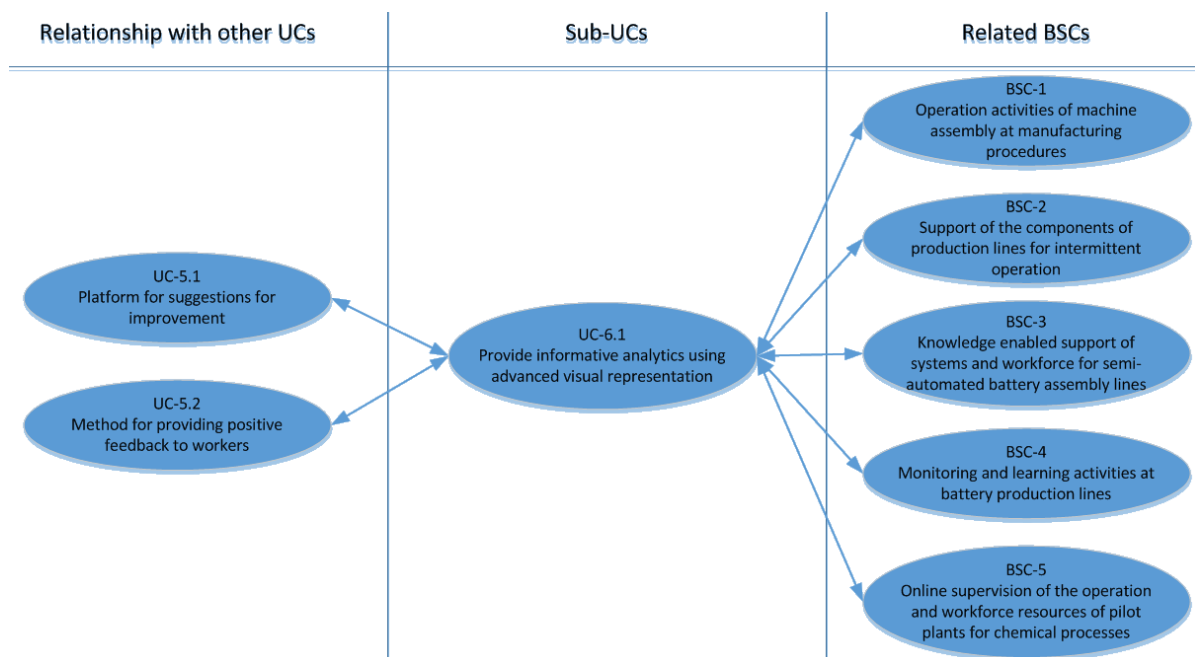 Relationship with other UCs
Sub-UCs
Related BSCs
UC-5.1
Platform for suggestions for
improvement
UC-5.2
Method for providing positive
feedback to workers
UC-6.1
Provide informative analytics using
advanced visual representation
BSC-1
Operation activities of machine
assembly at manufacturing
procedures
BSC-2
Support of the components of
production lines for intermittent
operation
BSC-3
Knowledge enabled support of
systems and workforce for semi-
automated battery assembly lines
BSC-4
Monitoring and learning activities at
battery production lines
BSC-5
Online supervision of the operation
and workforce resources of pilot
plants for chemical processes